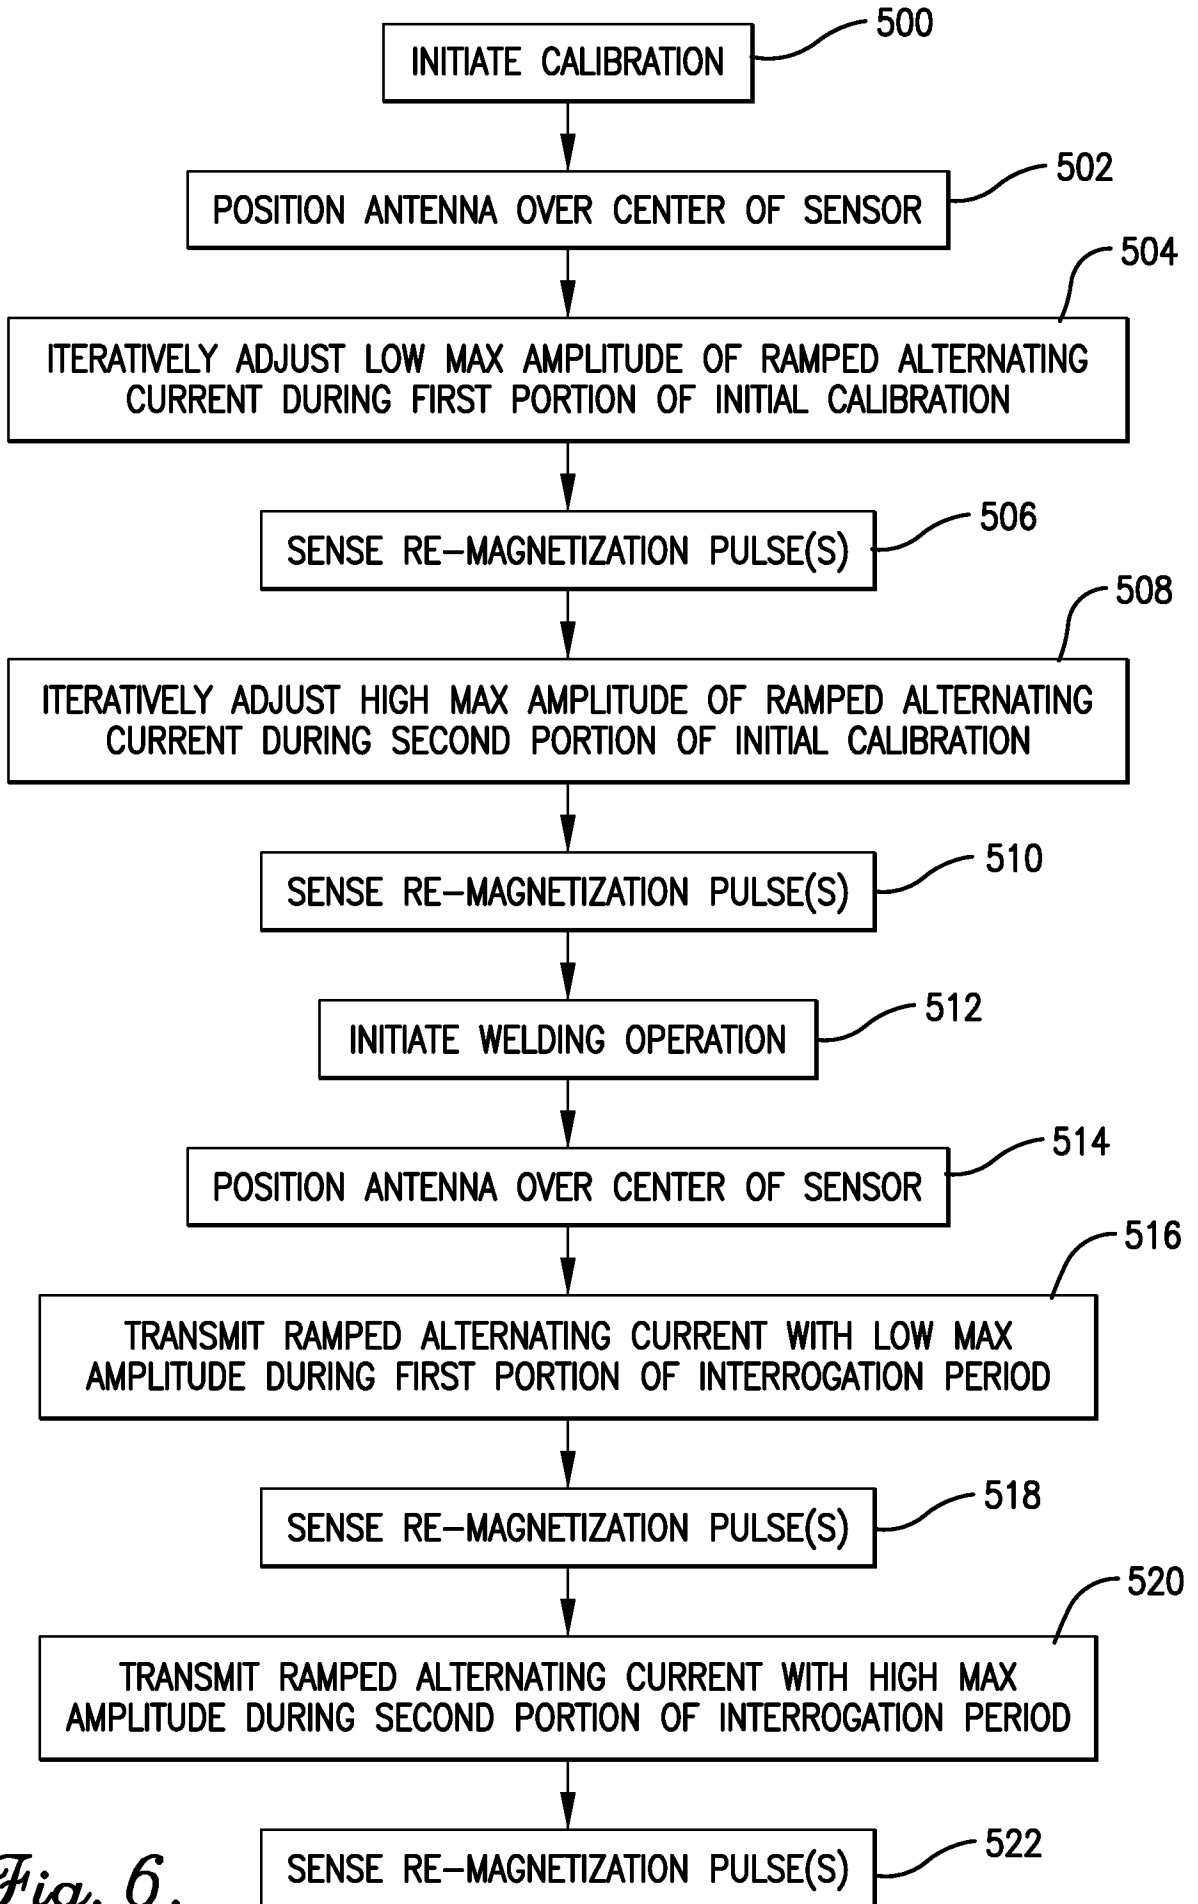 500
INITIATE CALIBRATION
502
POSITION ANTENNA OVER CENTER OF SENSOR
504
ITERATIVELY ADJUST LOW MAX AMPLITUDE OF RAMPED ALTERNATING
CURRENT DURING FIRST PORTION OF INITIAL CALIBRATION
506
SENSE RE-MAGNETIZATION PULSE(S)
508
ITERATIVELY ADJUST HIGH MAX AMPLITUDE OF RAMPED ALTERNATING
CURRENT DURING SECOND PORTION OF INITIAL CALIBRATION
510
SENSE RE-MAGNETIZATION PULSE(S)
512
INITIATE WELDING OPERATION
514
POSITION ANTENNA OVER CENTER OF SENSOR
516
TRANSMIT RAMPED ALTERNATING CURRENT WITH LOW MAX
AMPLITUDE DURING FIRST PORTION OF INTERROGATION PERIOD
518
SENSE RE-MAGNETIZATION PULSE(S)
520
TRANSMIT RAMPED ALTERNATING CURRENT WITH HIGH MAX
AMPLITUDE DURING SECOND PORTION OF INTERROGATION PERIOD
522
SENSE RE-MAGNETIZATION PULSE(S)
Fig. 6.